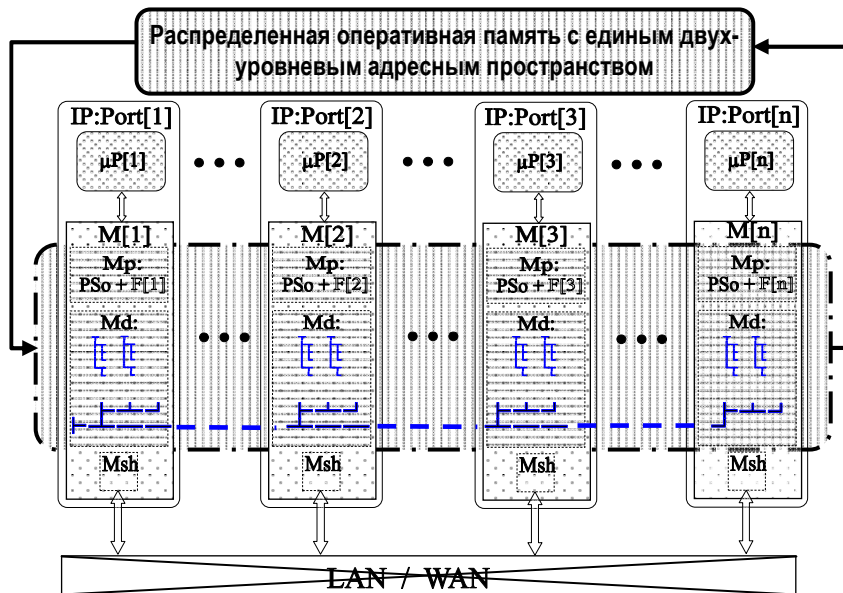 Распределенная оперативная память с единым двух-
уровневым адресным пространством
IP:Port[1] IP:Port[2] IP:Port[3] IP:Port[n]
μP[1] μP[2] μP[3] μP[n]
M[1] M[2] M[3] M[n]
Mp: Mp: Mp: Mp:
PSo + F[1] PSo + F[2] PSo + F[3] PSo + F[n]
Md: Md: Md: Md:
Msh Msh Msh Msh
LAN / WAN